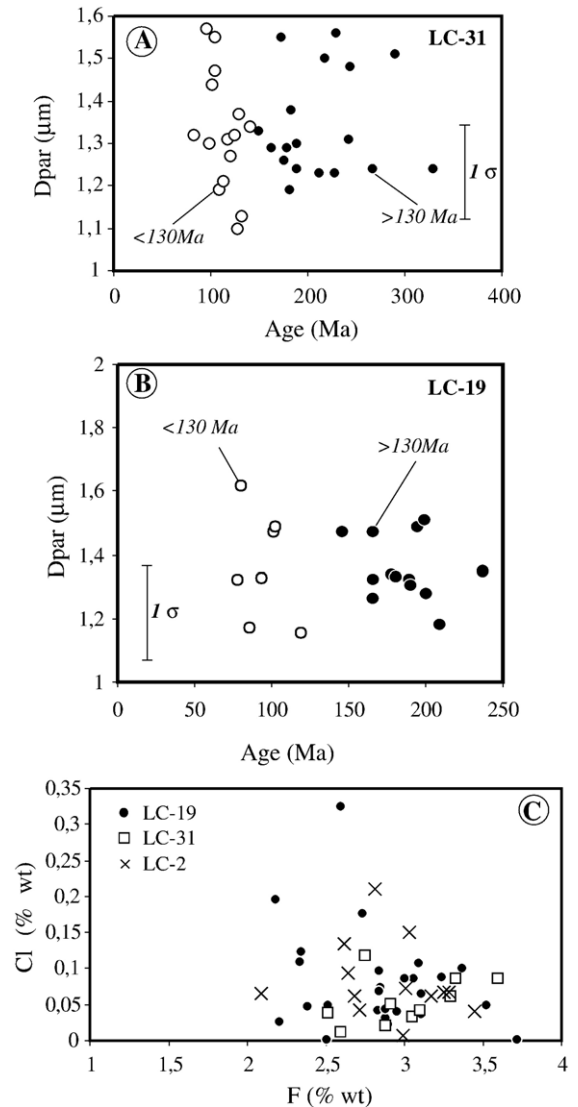 A
LC-31
1,6
1,5
1,4
1,3
1,2
1,1
1
Dpar (µm)
1 σ
<130Ma
>130 Ma
0 100 200 300 400
Age (Ma)
B
LC-19
2
1,8
1,6
1,4
1,2
1
Dpar (µm)
<130 Ma
>130Ma
1 σ
0 50 100 150 200 250
Age (Ma)
C
0,35
0,3
0,25
0,2
0,15
0,1
0,05
0
Cl (% wt)
LC-19
LC-31
LC-2
1 1,5 2 2,5 3 3,5 4
F (% wt)